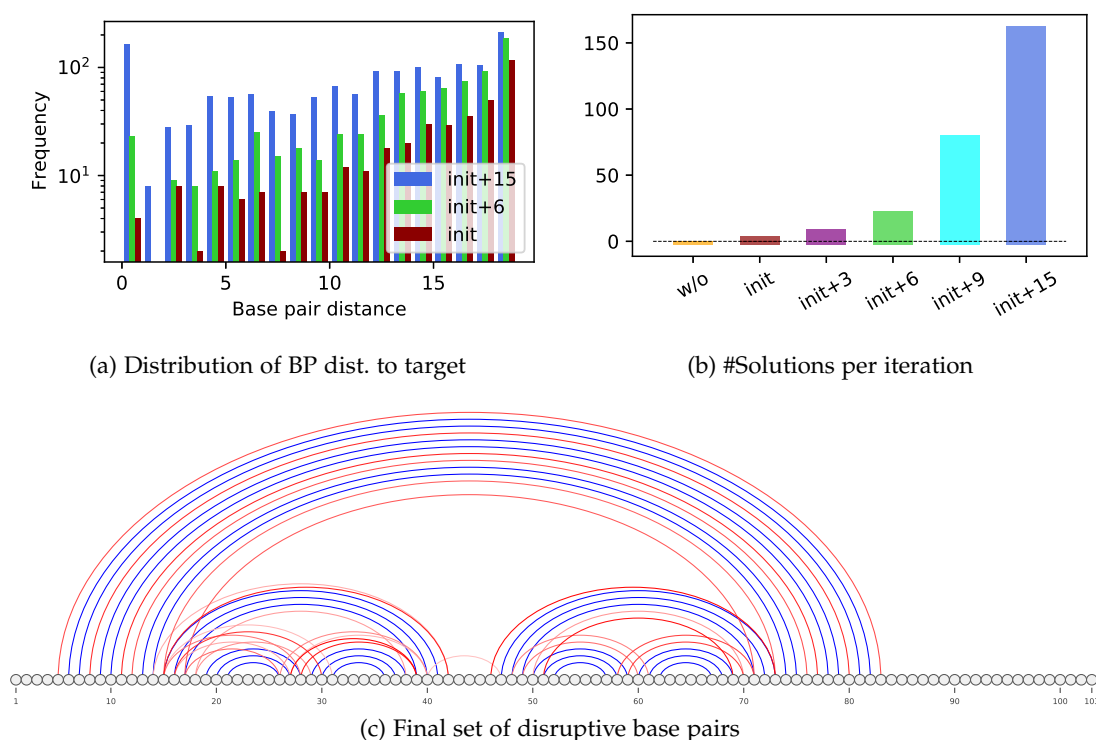 10²
10¹
Frequency
init+15
init+6
init
0 5 10 15
Base pair distance
(a) Distribution of BP dist. to target
150
100
50
0
w/o init init+3 init+6 init+9 init+15
(b) #Solutions per iteration
1 10 20 30 40 50 60 70 80 90 100
(c) Final set of disruptive base pairs